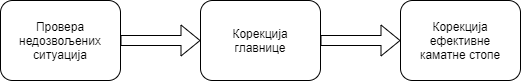 Провера
недозвољених
ситуација
Корекција
главнице
Корекција
ефективне
каматне стопе